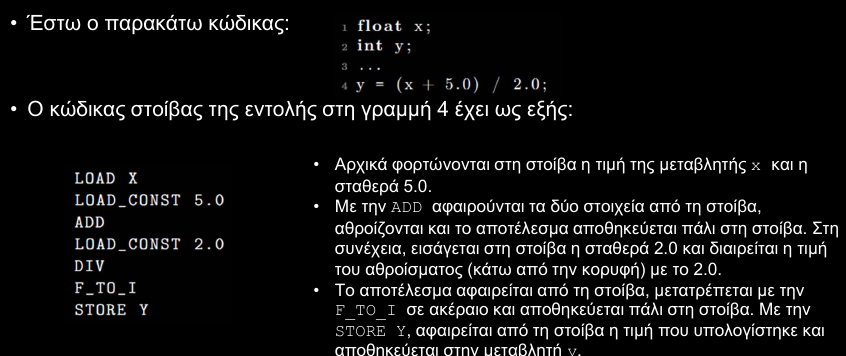 • Έστω ο παρακάτω κώδικας:
1 float x;
2 int y;
3 ...
4 y = (x + 5.0) / 2.0;
• Ο κώδικας στοίβας της εντολής στη γραμμή 4 έχει ως εξής:
LOAD X
LOAD_CONST 5.0
ADD
LOAD_CONST 2.0
DIV
F_TO_I
STORE Y
• Αρχικά φορτώνονται στη στοίβα η τιμή της μεταβλητής x και η
σταθερά 5.0.
• Με την ADD αφαιρούνται τα δύο στοιχεία από τη στοίβα,
αθροίζονται και το αποτέλεσμα αποθηκεύεται πάλι στη στοίβα. Στη
συνέχεια, εισάγεται στη στοίβα η σταθερά 2.0 και διαιρείται η τιμή
του αθροίσματος (κάτω από την κορυφή) με το 2.0.
• Το αποτέλεσμα αφαιρείται από τη στοίβα, μετατρέπεται με την
F_TO_I σε ακέραιο και αποθηκεύεται πάλι στη στοίβα. Με την
STORE Y, αφαιρείται από τη στοίβα η τιμή που υπολογίστηκε και
αποθηκεύεται στην μεταβλητή y.